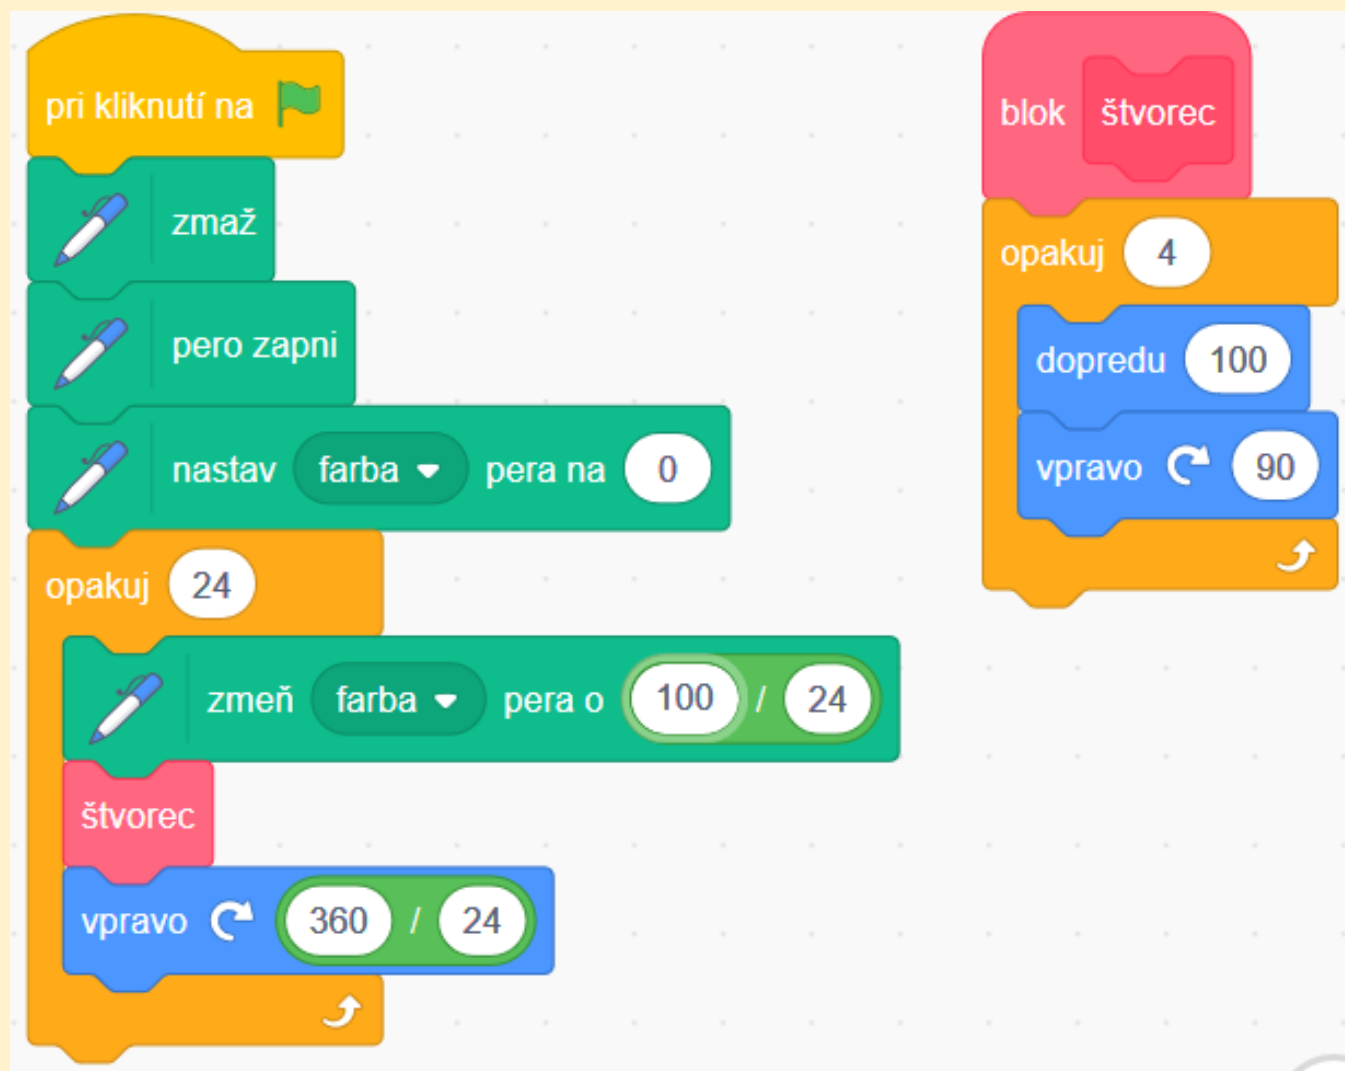 pri kliknutí na
zmaž
pero zapni
nastav farba pera na 0
opakuj 24
zmeň farba pera o 100 / 24
štvorec
vpravo 360 / 24
blok štvorec
opakuj 4
dopredu 100
vpravo 90